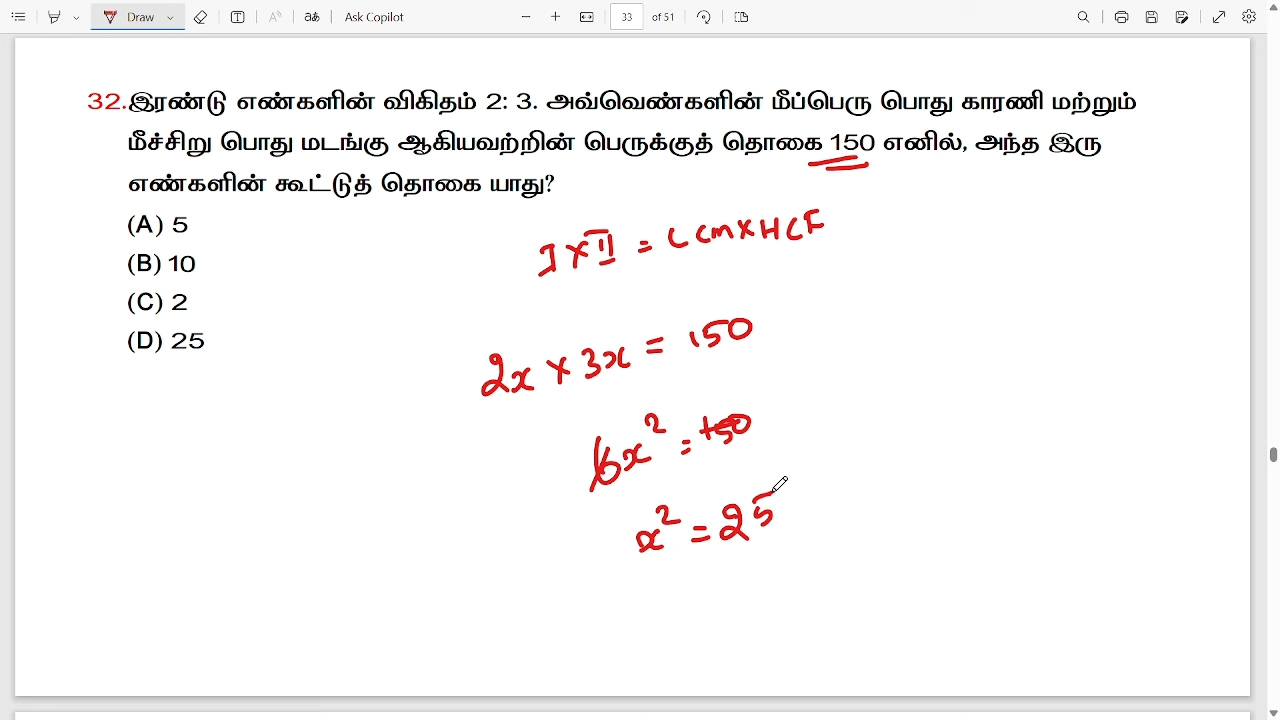 Draw
Ask Copilot
33
of 51
32.இரண்டு எண்களின் விகிதம் 2: 3. அவ்வெண்களின் மீப்பெரு பொது காரணி மற்றும்
மீச்சிறு பொது மடங்கு ஆகியவற்றின் பெருக்குத் தொகை 150 எனில், அந்த இரு
எண்களின் கூட்டுத் தொகை யாது?
(A) 5
(B) 10
(C) 2
(D) 25
I X II = LCM X HCF
2x × 3x = 150
6x² = 150
x² = 25